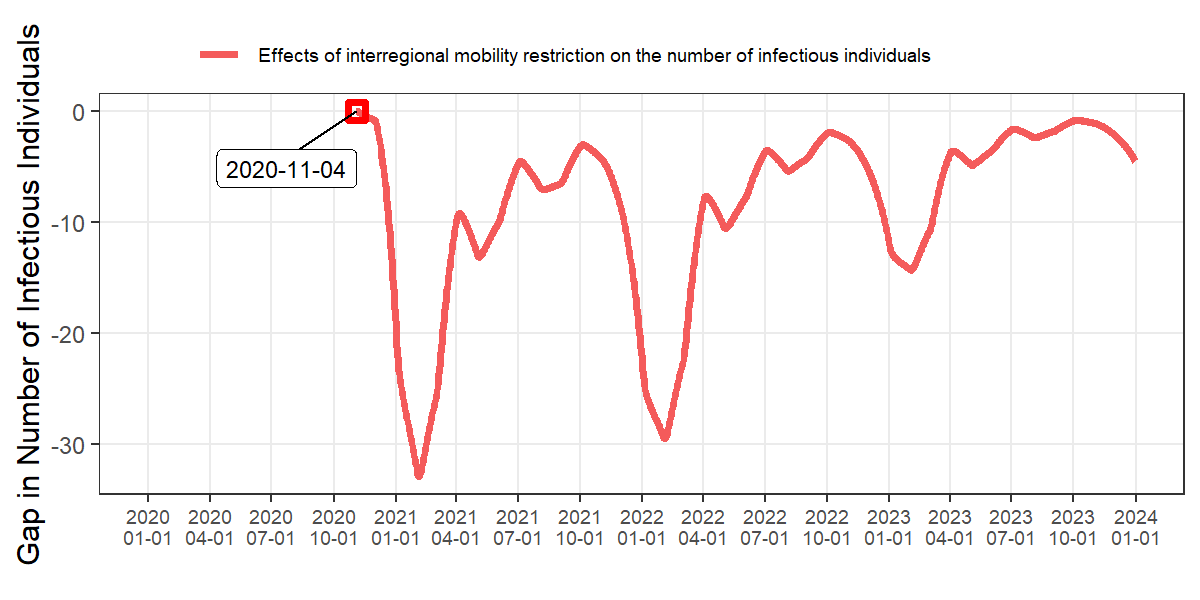 Effects of interregional mobility restriction on the number of infectious individuals
Gap in Number of Infectious Individuals
0
-10
-20
-30
2020-11-04
2020 2020 2020 2020 2021 2021 2021 2021 2022 2022 2022 2022 2023 2023 2023 2023 2024
01-01 04-01 07-01 10-01 01-01 04-01 07-01 10-01 01-01 04-01 07-01 10-01 01-01 04-01 07-01 10-01 01-01